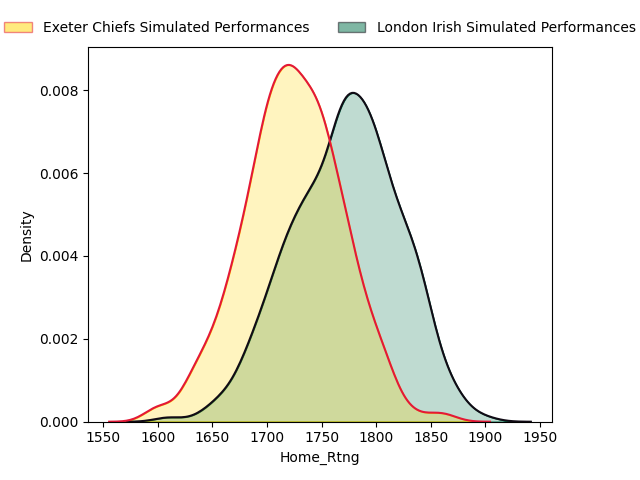 Exeter Chiefs Simulated Performances London Irish Simulated Performances
0.008
0.006
0.004
0.002
0.000
Density
1550 1600 1650 1700 1750 1800 1850 1900 1950
Home_Rtng